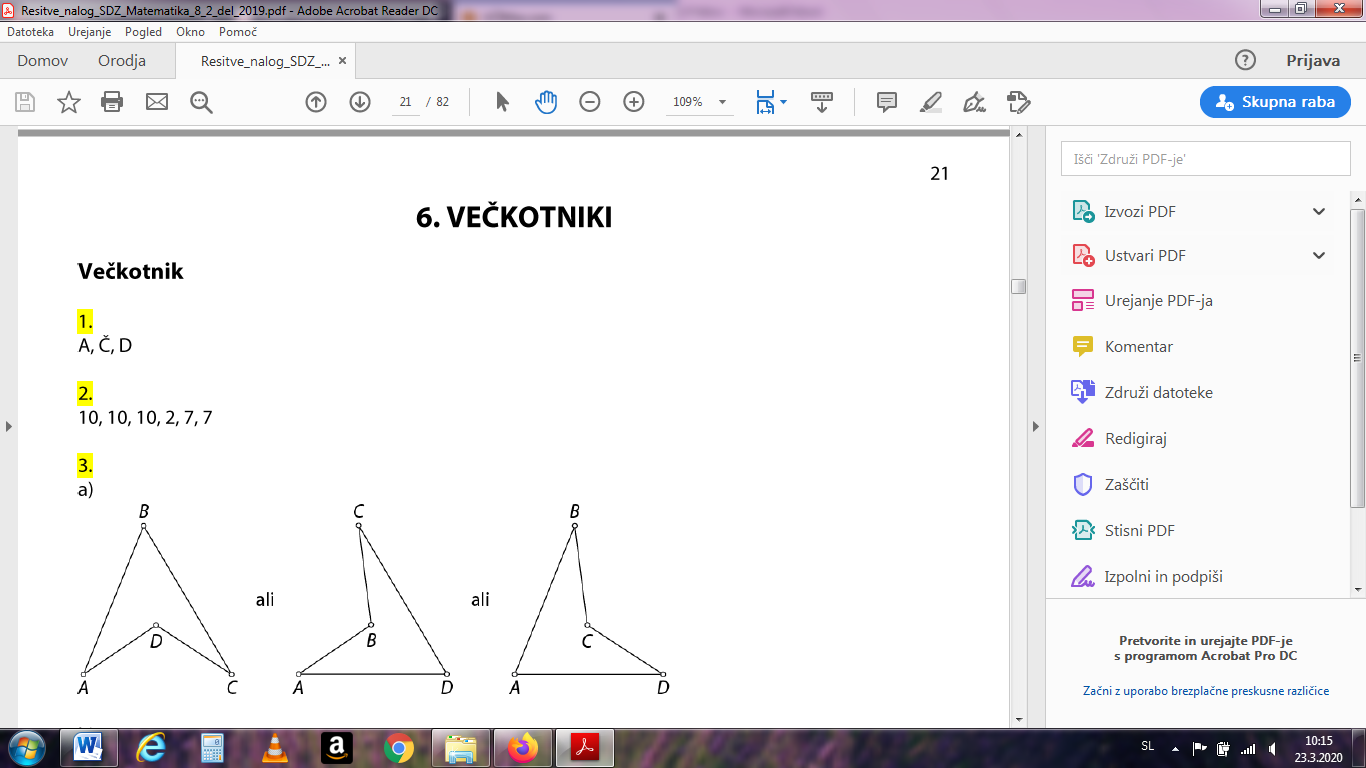 Resitve_nalog_SDZ_Matematika_8_2_del_2019.pdf - Adobe Acrobat Reader DC
Datoteka Urejanje Pogled Okno Pomoč
Domov Orodja Resitve_nalog_SDZ_... × Prijava
21 / 82 109% Skupna raba
21
6. VEČKOTNIKI
Večkotnik
1.
A, Č, D
2.
10, 10, 10, 2, 7, 7
3.
a)
B C B
ali ali
D B C
A C A D A D
Išči 'Združi PDF-je'
Izvozi PDF
Ustvari PDF
Urejanje PDF-ja
Komentar
Združi datoteke
Redigiraj
Zaščiti
Stisni PDF
Izpolni in podpiši
Pretvorite in urejajte PDF-je
s programom Acrobat Pro DC
Začni z uporabo brezplačne preskusne različice
SL 10:15
23.3.2020